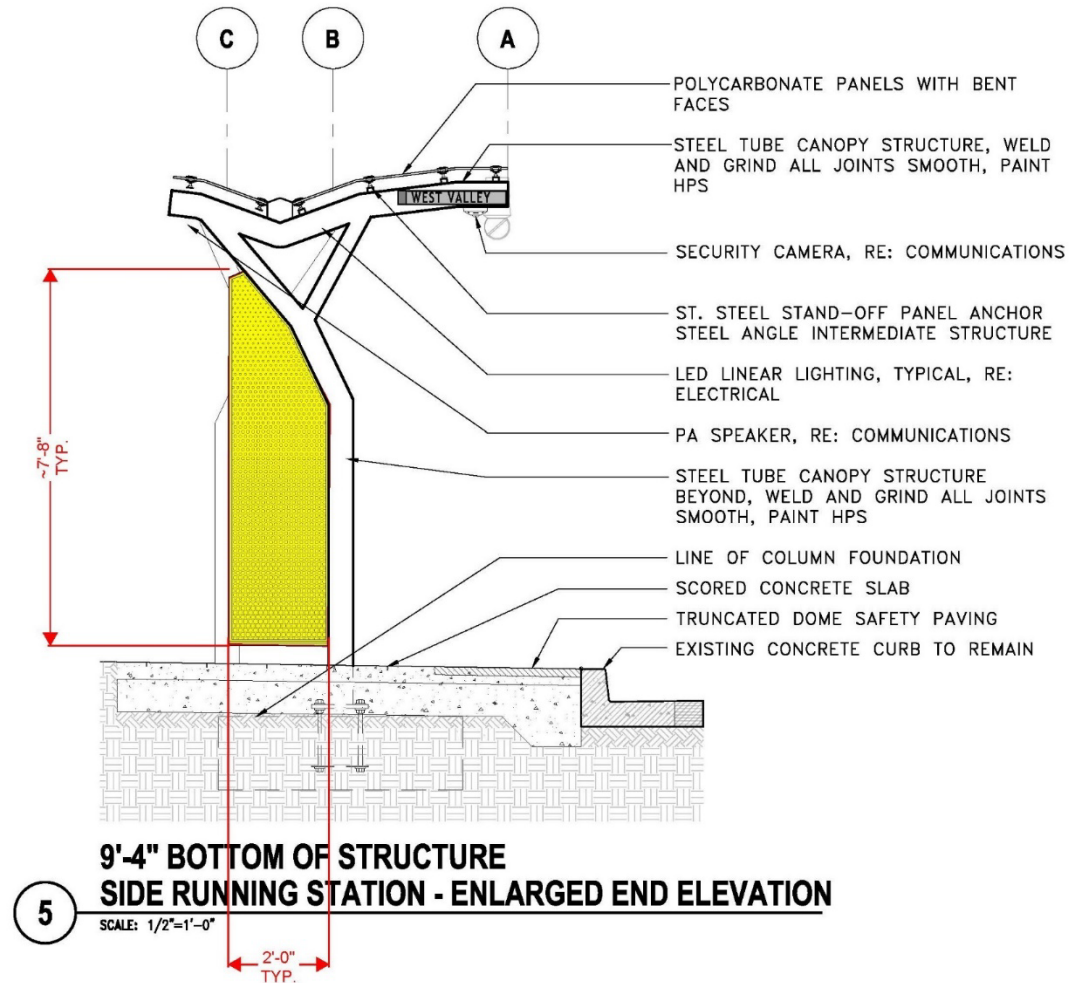 C
B
A
POLYCARBONATE PANELS WITH BENT
FACES
STEEL TUBE CANOPY STRUCTURE, WELD
AND GRIND ALL JOINTS SMOOTH, PAINT
HPS
WEST VALLEY
SECURITY CAMERA, RE: COMMUNICATIONS
ST. STEEL STAND-OFF PANEL ANCHOR
STEEL ANGLE INTERMEDIATE STRUCTURE
LED LINEAR LIGHTING, TYPICAL, RE:
ELECTRICAL
PA SPEAKER, RE: COMMUNICATIONS
~7'-8"
TYP.
STEEL TUBE CANOPY STRUCTURE
BEYOND, WELD AND GRIND ALL JOINTS
SMOOTH, PAINT HPS
LINE OF COLUMN FOUNDATION
SCORED CONCRETE SLAB
TRUNCATED DOME SAFETY PAVING
EXISTING CONCRETE CURB TO REMAIN
9'-4" BOTTOM OF STRUCTURE
SIDE RUNNING STATION - ENLARGED END ELEVATION
5
SCALE: 1/2"=1'-0"
2'-0"
TYP.